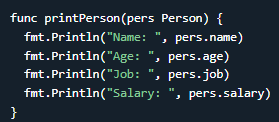 func printPerson(pers Person) {
  fmt.Println("Name: ", pers.name)
  fmt.Println("Age: ", pers.age)
  fmt.Println("Job: ", pers.job)
  fmt.Println("Salary: ", pers.salary)
}